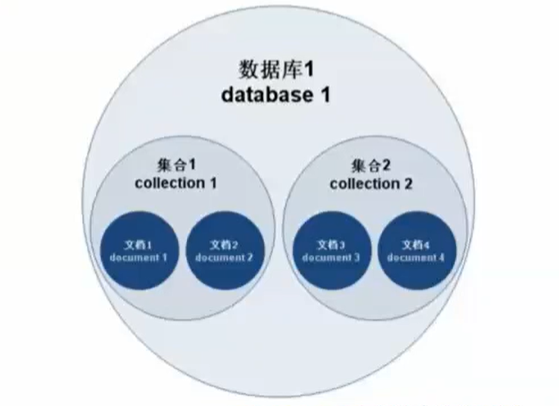 数据库1
database 1
集合1
collection 1
集合2
collection 2
文档1
document 1
文档2
document 2
文档3
document 3
文档4
document 4